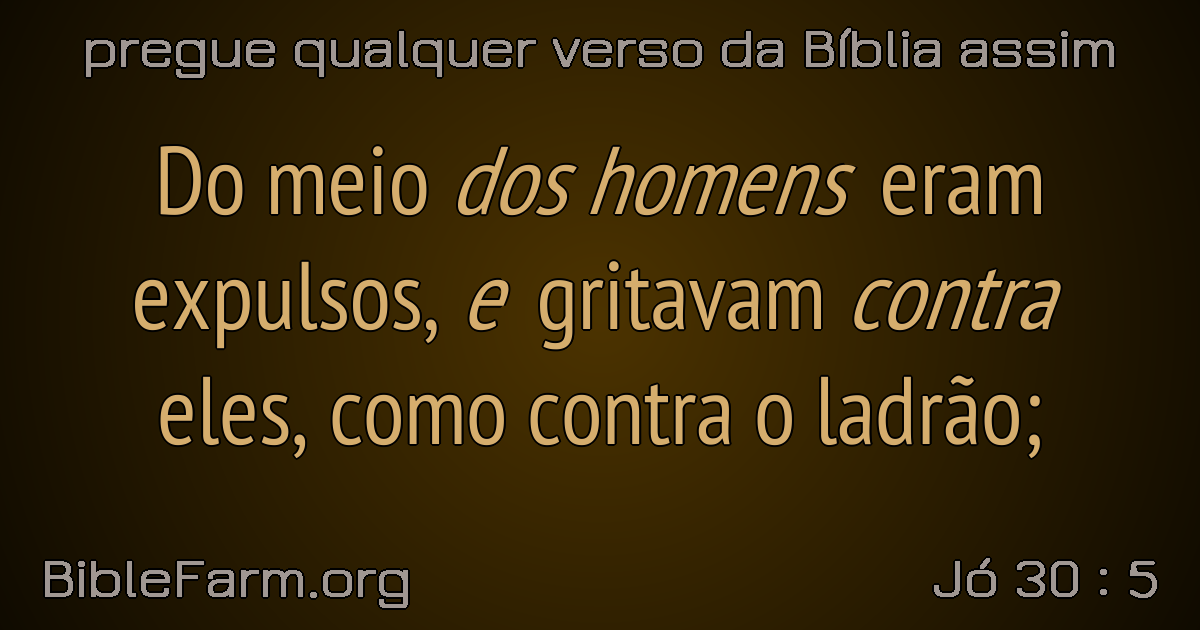 pregue qualquer verso da Bíblia assim
Do meio dos homens eram
expulsos, e gritavam contra
eles, como contra o ladrão;
BibleFarm.org
Jó 30 : 5